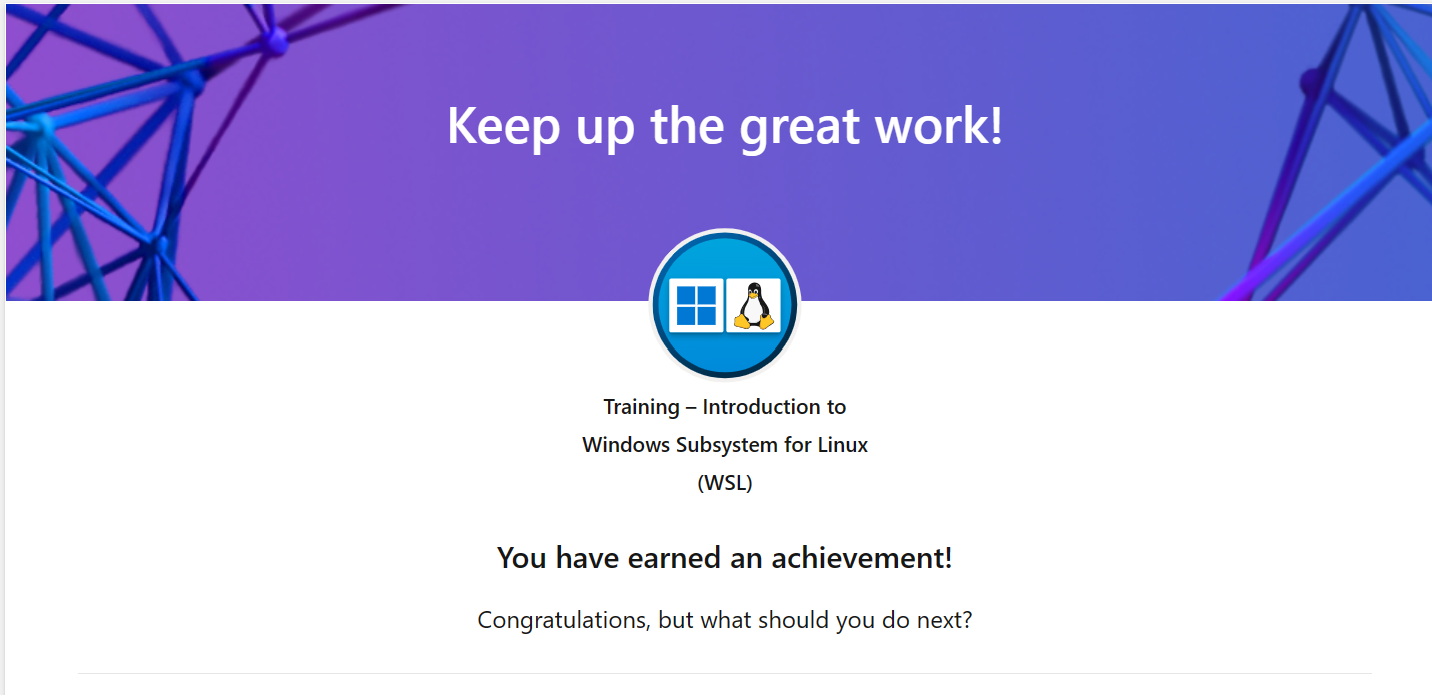 Keep up the great work!
Training – Introduction to
Windows Subsystem for Linux
(WSL)
You have earned an achievement!
Congratulations, but what should you do next?